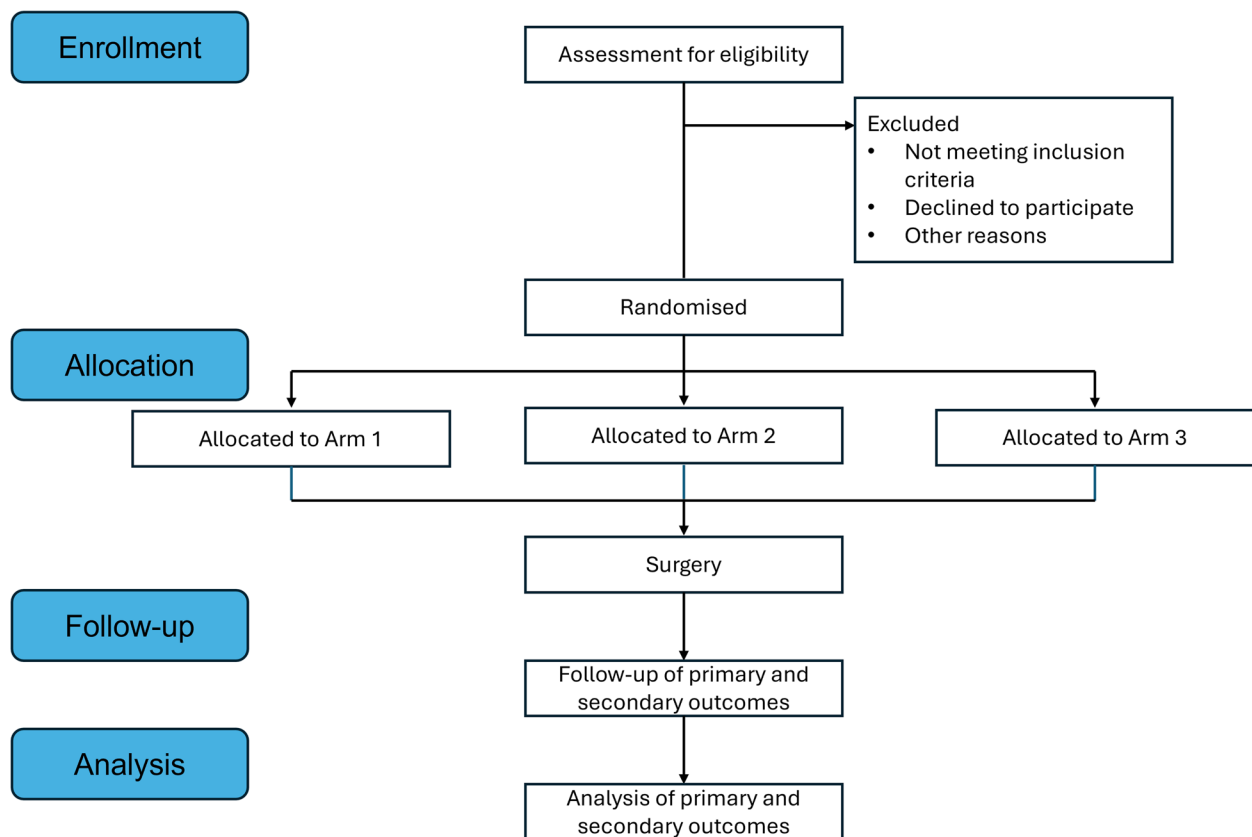 Enrollment
Assessment for eligibility
Excluded
• Not meeting inclusion
criteria
• Declined to participate
• Other reasons
Randomised
Allocation
Allocated to Arm 1
Allocated to Arm 2
Allocated to Arm 3
Surgery
Follow-up
Follow-up of primary and
secondary outcomes
Analysis
Analysis of primary and
secondary outcomes